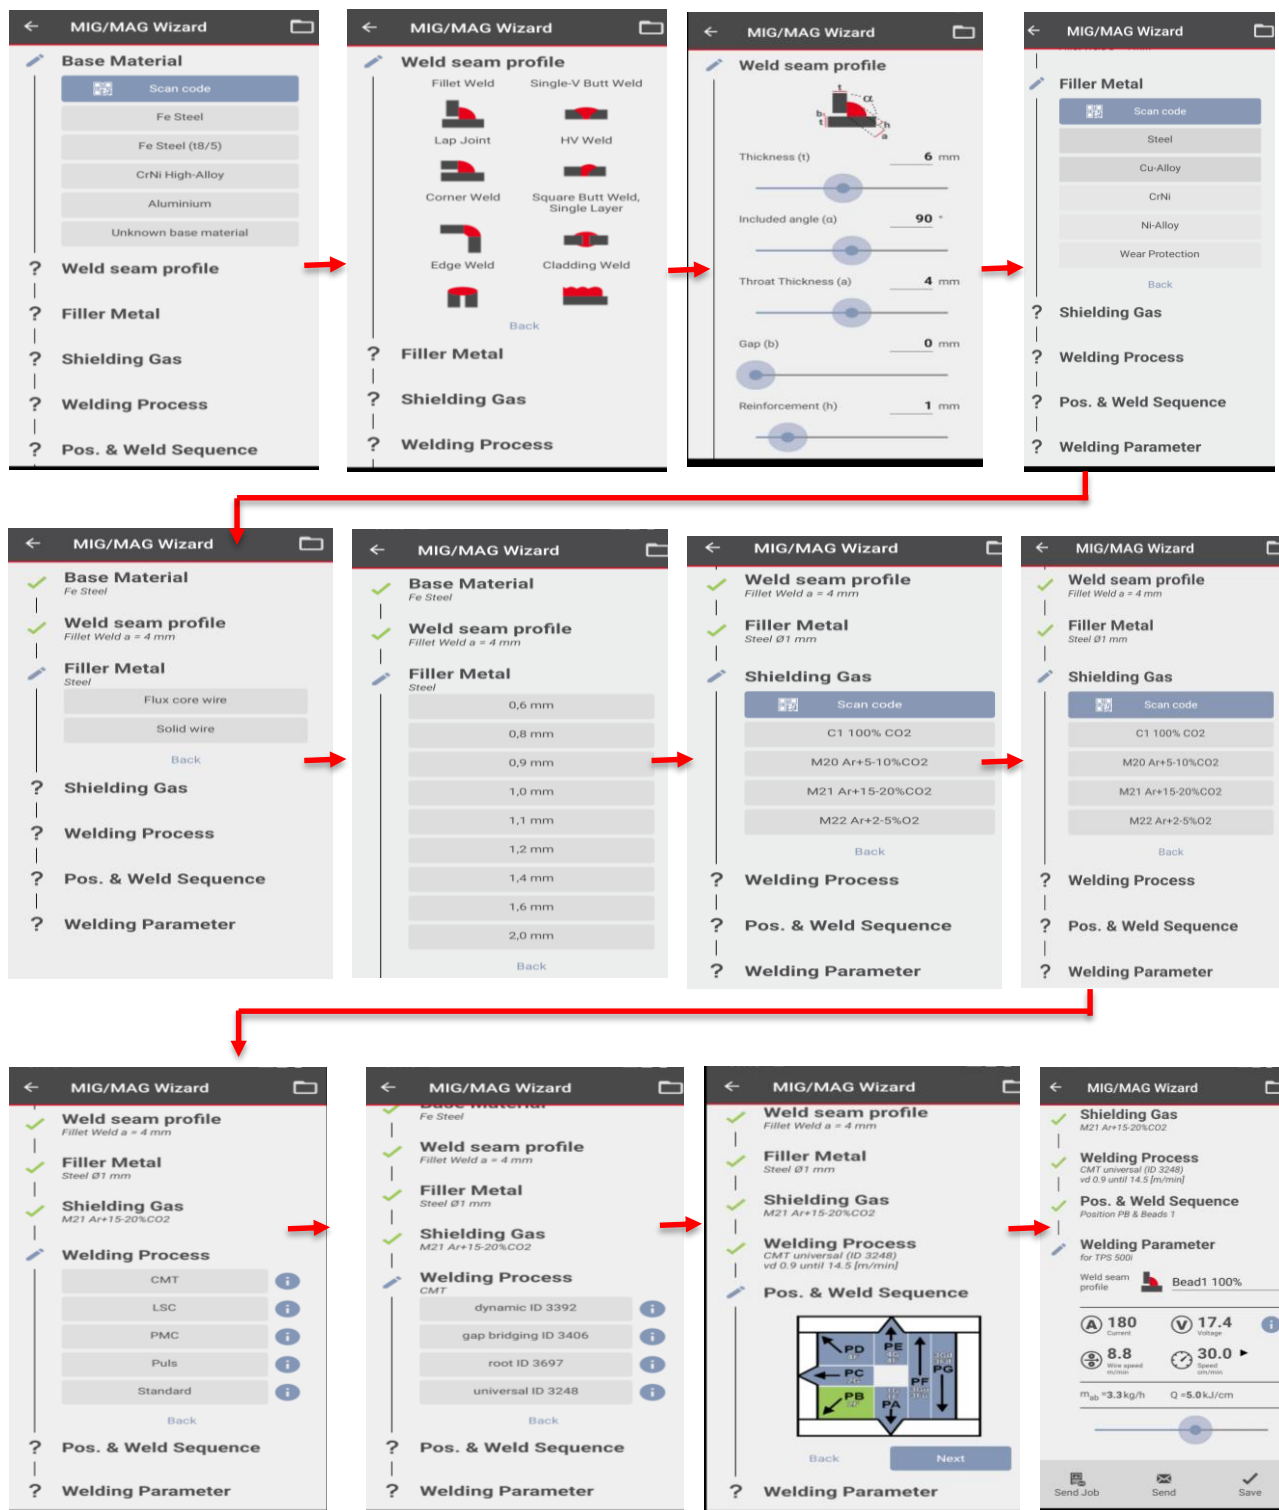 MIG/MAG Wizard
Base Material
Scan code
Fe Steel
Fe Steel (t8/5)
CrNi High-Alloy
Aluminium
Unknown base material
? Weld seam profile
? Filler Metal
? Shielding Gas
? Welding Process
? Pos. & Weld Sequence
MIG/MAG Wizard
Weld seam profile
Fillet Weld Single-V Butt Weld
Lap Joint HV Weld
Corner Weld Square Butt Weld,
Single Layer
Edge Weld Cladding Weld
Back
? Filler Metal
? Shielding Gas
? Welding Process
MIG/MAG Wizard
Weld seam profile
t
α
b
t
h
a
Thickness (t) 6 mm
Included angle (α) 90 °
Throat Thickness (a) 4 mm
Gap (b) 0 mm
Reinforcement (h) 1 mm
MIG/MAG Wizard
Filler Metal
Scan code
Steel
Cu-Alloy
CrNi
Ni-Alloy
Wear Protection
Back
? Shielding Gas
? Welding Process
? Pos. & Weld Sequence
? Welding Parameter
MIG/MAG Wizard
Base Material
Fe Steel
Weld seam profile
Fillet Weld a = 4 mm
Filler Metal
Steel
Flux core wire
Solid wire
Back
? Shielding Gas
? Welding Process
? Pos. & Weld Sequence
? Welding Parameter
MIG/MAG Wizard
Base Material
Fe Steel
Weld seam profile
Fillet Weld a = 4 mm
Filler Metal
Steel
0,6 mm
0,8 mm
0,9 mm
1,0 mm
1,1 mm
1,2 mm
1,4 mm
1,6 mm
2,0 mm
Back
MIG/MAG Wizard
Weld seam profile
Fillet Weld a = 4 mm
Filler Metal
Steel Ø1 mm
Shielding Gas
Scan code
C1 100% CO2
M20 Ar+5-10%CO2
M21 Ar+15-20%CO2
M22 Ar+2-5%O2
Back
? Welding Process
? Pos. & Weld Sequence
? Welding Parameter
MIG/MAG Wizard
Weld seam profile
Fillet Weld a = 4 mm
Filler Metal
Steel Ø1 mm
Shielding Gas
Scan code
C1 100% CO2
M20 Ar+5-10%CO2
M21 Ar+15-20%CO2
M22 Ar+2-5%O2
Back
? Welding Process
? Pos. & Weld Sequence
? Welding Parameter
MIG/MAG Wizard
Weld seam profile
Fillet Weld a = 4 mm
Filler Metal
Steel Ø1 mm
Shielding Gas
M21 Ar+15-20%CO2
Welding Process
CMT i
LSC i
PMC i
Puls i
Standard i
Back
? Pos. & Weld Sequence
? Welding Parameter
MIG/MAG Wizard
Base Material
Fe Steel
Weld seam profile
Fillet Weld a = 4 mm
Filler Metal
Steel Ø1 mm
Shielding Gas
M21 Ar+15-20%CO2
Welding Process
CMT
dynamic ID 3392 i
gap bridging ID 3406 i
root ID 3697 i
universal ID 3248 i
Back
? Pos. & Weld Sequence
? Welding Parameter
MIG/MAG Wizard
Weld seam profile
Fillet Weld a = 4 mm
Filler Metal
Steel Ø1 mm
Shielding Gas
M21 Ar+15-20%CO2
Welding Process
CMT universal (ID 3248)
vd 0.9 until 14.5 [m/min]
Pos. & Weld Sequence
PD
PE
PG
PC
PF
PB
PA
Back Next
? Welding Parameter
MIG/MAG Wizard
Shielding Gas
M21 Ar+15-20%CO2
Welding Process
CMT universal (ID 3248)
vd 0.9 until 14.5 [m/min]
Pos. & Weld Sequence
Position PB & Beads 1
Welding Parameter
for TPS 500i
Weld seam
profile Bead1 100%
A 180 V 17.4 i
Current Voltage
8.8 30.0
Wire speed Speed
m/min cm/min
mab =3.3 kg/h Q =5.0 kJ/cm
Send Job Send Save